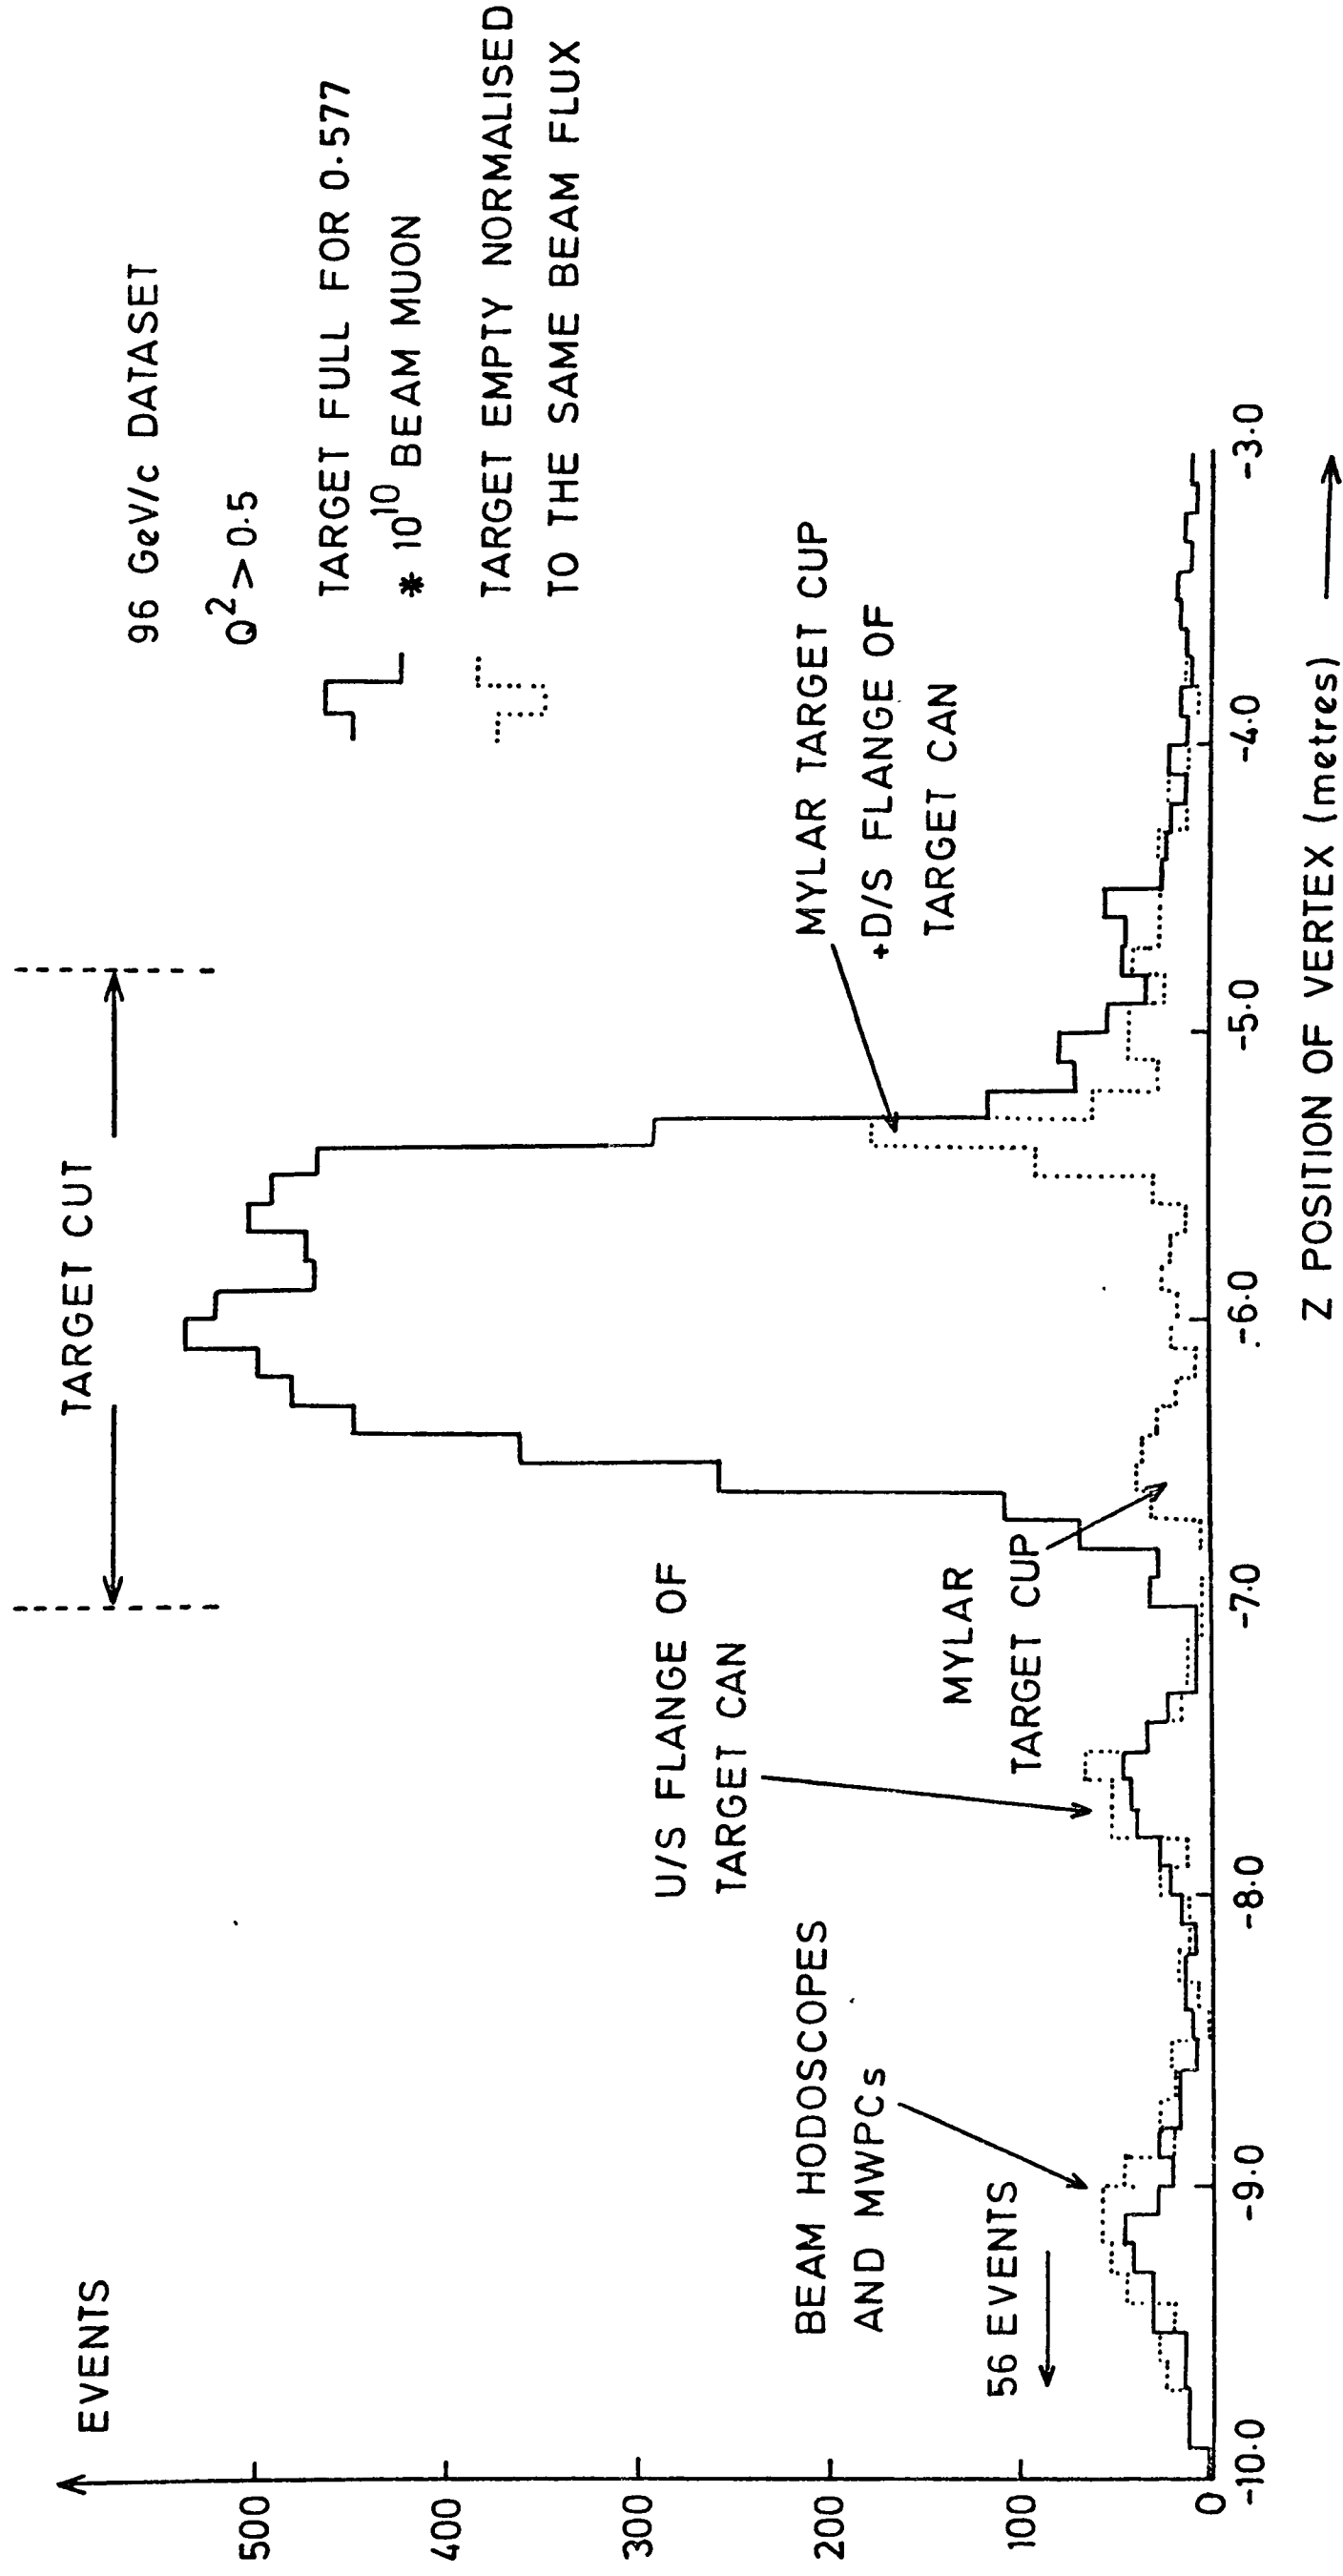 EVENTS
TARGET CUT
96 GeV/c DATASET
Q² > 0.5
TARGET FULL FOR 0.577
* 10¹⁰ BEAM MUON
TARGET EMPTY NORMALISED
TO THE SAME BEAM FLUX
U/S FLANGE OF
TARGET CAN
BEAM HODOSCOPES
AND MWPCs
56 EVENTS
MYLAR
TARGET CUP
MYLAR TARGET CUP
+D/S FLANGE OF
TARGET CAN
500
400
300
200
100
0
-10.0
-9.0
-8.0
-7.0
-6.0
-5.0
-4.0
-3.0
Z POSITION OF VERTEX (metres)